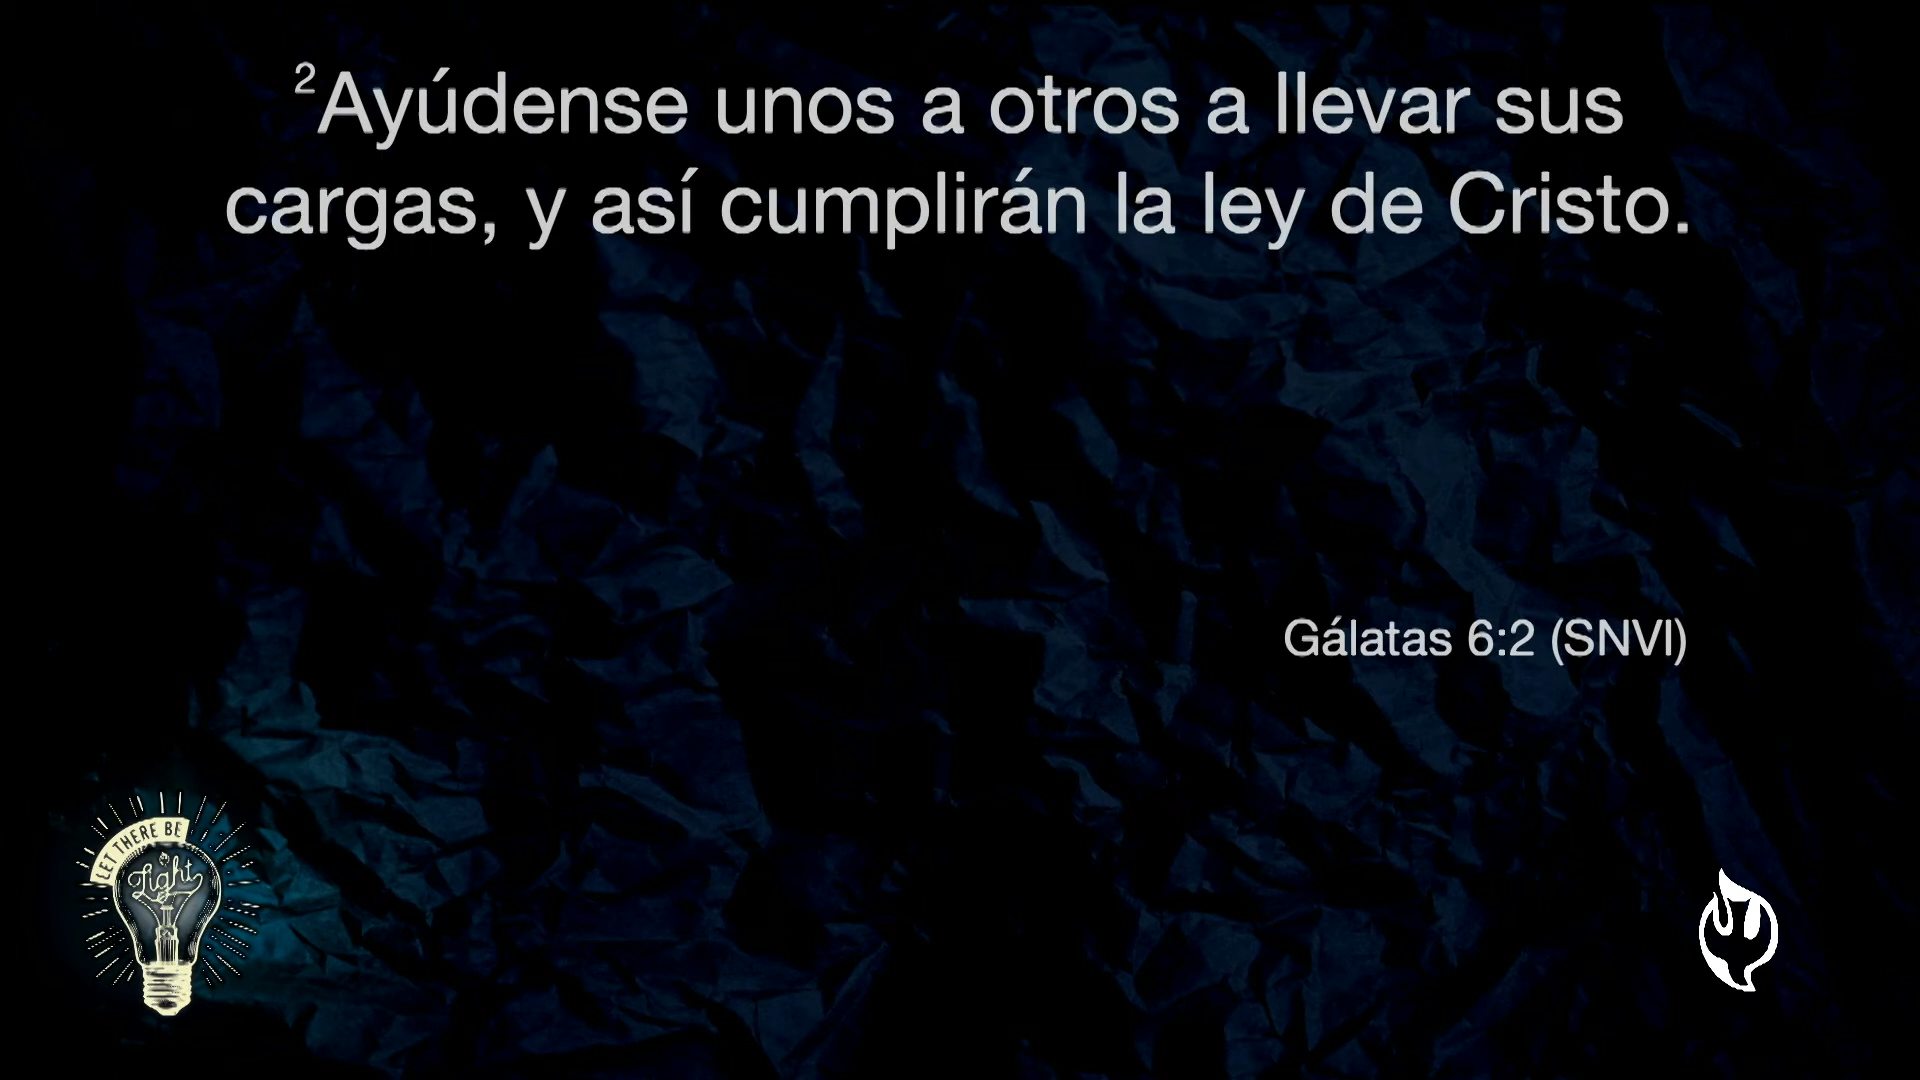 ²Ayúdense unos a otros a llevar sus
cargas, y así cumplirán la ley de Cristo.
Gálatas 6:2 (SNVI)
LET THERE BE
Light